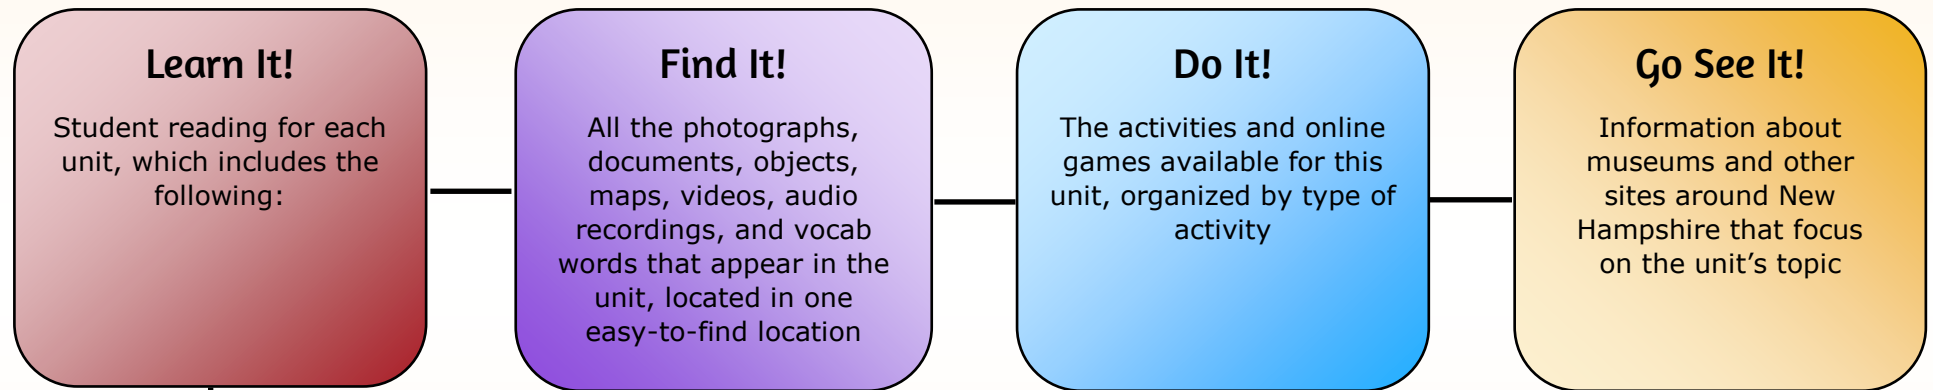 Learn It!
Student reading for each
unit, which includes the
following:
Find It!
All the photographs,
documents, objects,
maps, videos, audio
recordings, and vocab
words that appear in the
unit, located in one
easy-to-find location
Do It!
The activities and online
games available for this
unit, organized by type of
activity
Go See It!
Information about
museums and other
sites around New
Hampshire that focus
on the unit’s topic